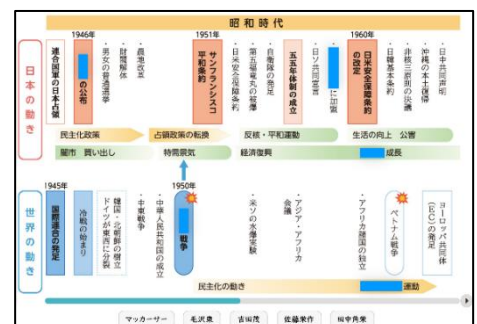 昭和時代
1946年
1951年
1960年
日本の動き
連合国軍の日本占領
の公布
・男女の普通選挙
・財閥解体
・農地改革
サンフランシスコ平和条約
・日米安全保障条約
・第五福竜丸の被爆
・自衛隊の発足
五五年体制の成立
・日ソ共同宣言
・
に加盟
日米安全保障条約の改定
・日韓基本条約
・非核三原則の決議
・沖縄の本土復帰
・日中共同声明
民主化政策
占領政策の転換
反核・平和運動
生活の向上 公害
闇市 買い出し
特需景気
経済復興
成長
1945年
1950年
世界の動き
国際連合の発足
冷戦の始まり
韓国・北朝鮮の樹立
ドイツが東西に分裂
・中東戦争
・中華人民共和国の成立
戦争
・米ソの水爆実験
・アジア・アフリカ会議
・アフリカ諸国の独立
ベトナム戦争
ヨーロッパ共同体(EC)の発足
民主化の動き
運動
マッカーサー
毛沢東
吉田茂
佐藤栄作
田中角栄